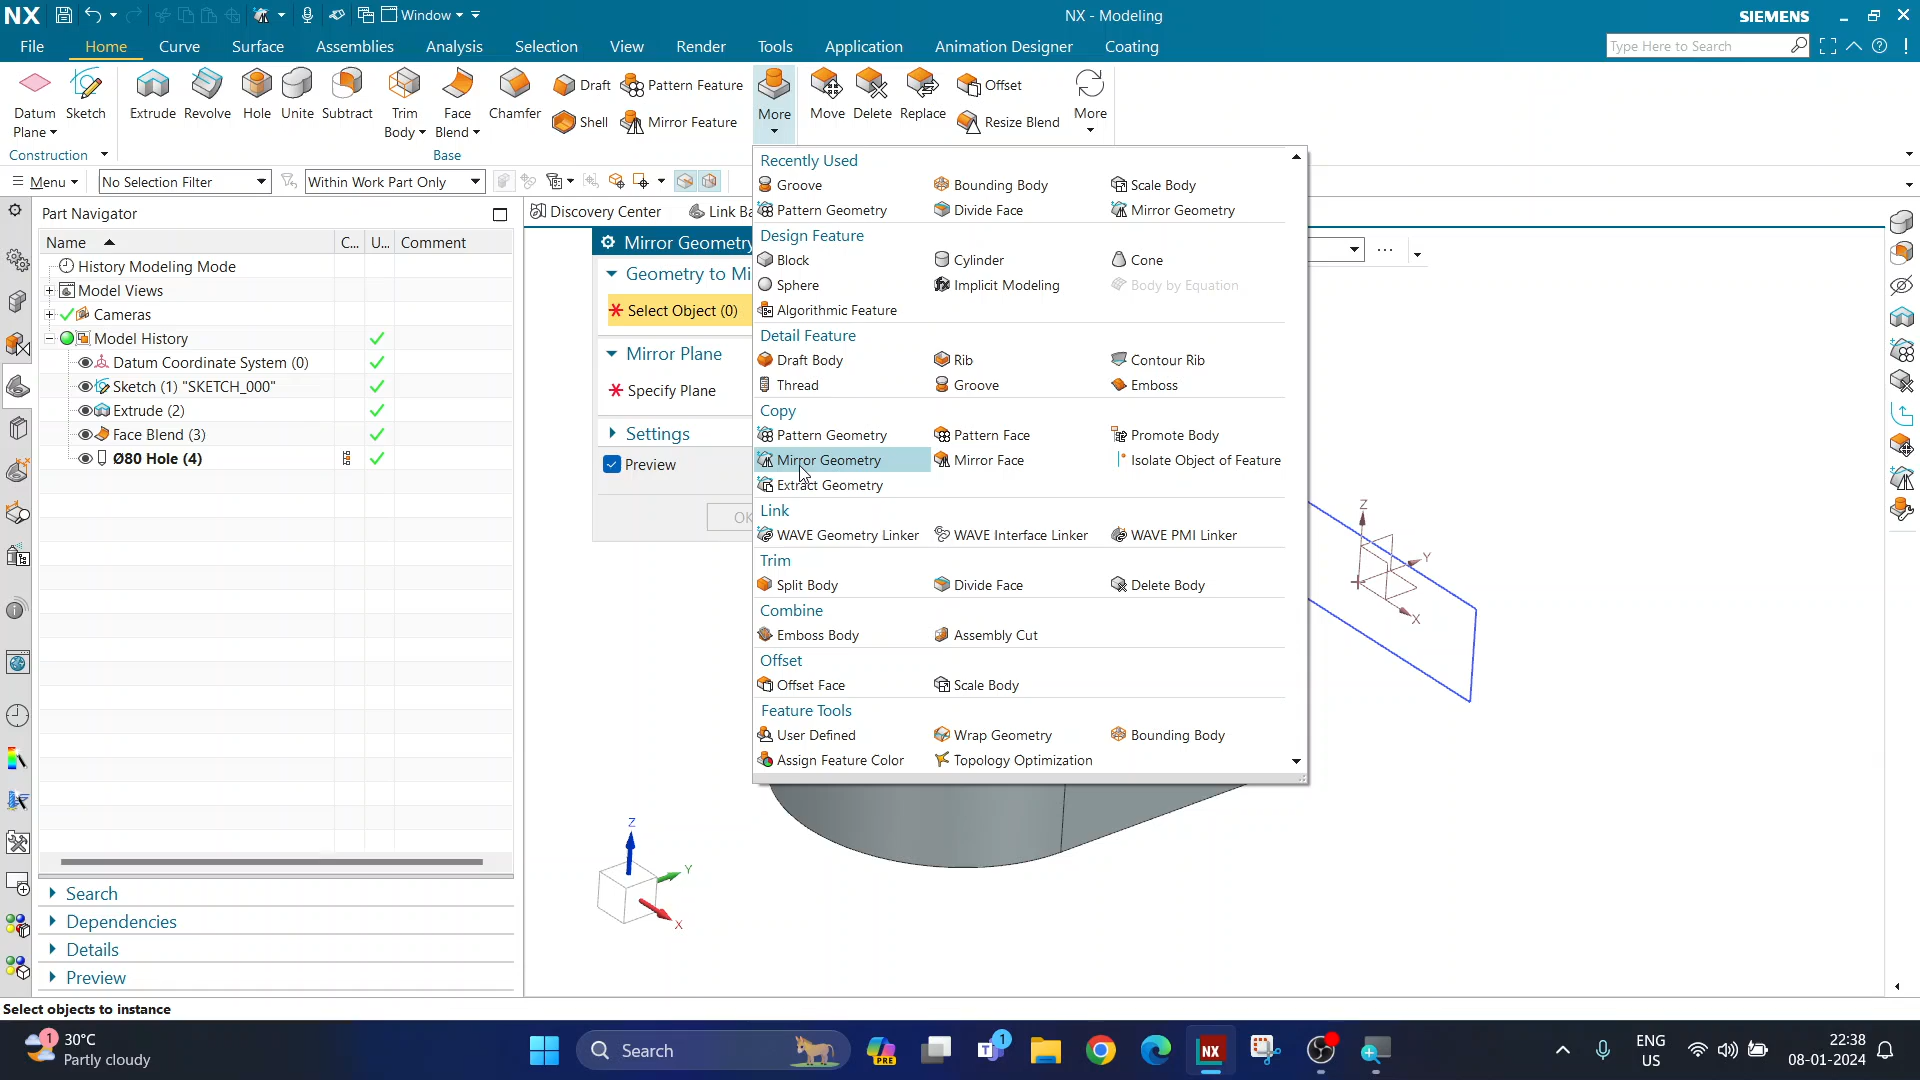 NX
Window
NX - Modeling
SIEMENS
File Home Curve Surface Assemblies Analysis Selection View Render Tools Application Animation Designer Coating
Type Here to Search
Datum Plane
Sketch
Extrude
Revolve
Hole
Unite
Subtract
Trim Body
Face Blend
Chamfer
Draft
Shell
Pattern Feature
Mirror Feature
More
Move
Delete
Replace
Offset
Resize Blend
More
Construction
Base
Menu
No Selection Filter
Within Work Part Only
Part Navigator
Name C... U... Comment
History Modeling Mode
Model Views
Cameras
Model History
Datum Coordinate System (0)
Sketch (1) "SKETCH_000"
Extrude (2)
Face Blend (3)
Ø80 Hole (4)
Search
Dependencies
Details
Preview
Discovery Center
Link Ba
Mirror Geometry
Geometry to Mi
Select Object (0)
Mirror Plane
Specify Plane
Settings
Preview
OK
Recently Used
Groove Bounding Body Scale Body
Pattern Geometry Divide Face Mirror Geometry
Design Feature
Block Cylinder Cone
Sphere Implicit Modeling Body by Equation
Algorithmic Feature
Detail Feature
Draft Body Rib Contour Rib
Thread Groove Emboss
Copy
Pattern Geometry Pattern Face Promote Body
Mirror Geometry Mirror Face Isolate Object of Feature
Extract Geometry
Link
WAVE Geometry Linker WAVE Interface Linker WAVE PMI Linker
Trim
Split Body Divide Face Delete Body
Combine
Emboss Body Assembly Cut
Offset
Offset Face Scale Body
Feature Tools
User Defined Wrap Geometry Bounding Body
Assign Feature Color Topology Optimization
Z
Y
X
Z
Y
X
Select objects to instance
1
30°C
Partly cloudy
Search
PRE
1
NX
ENG
US
22:38
08-01-2024